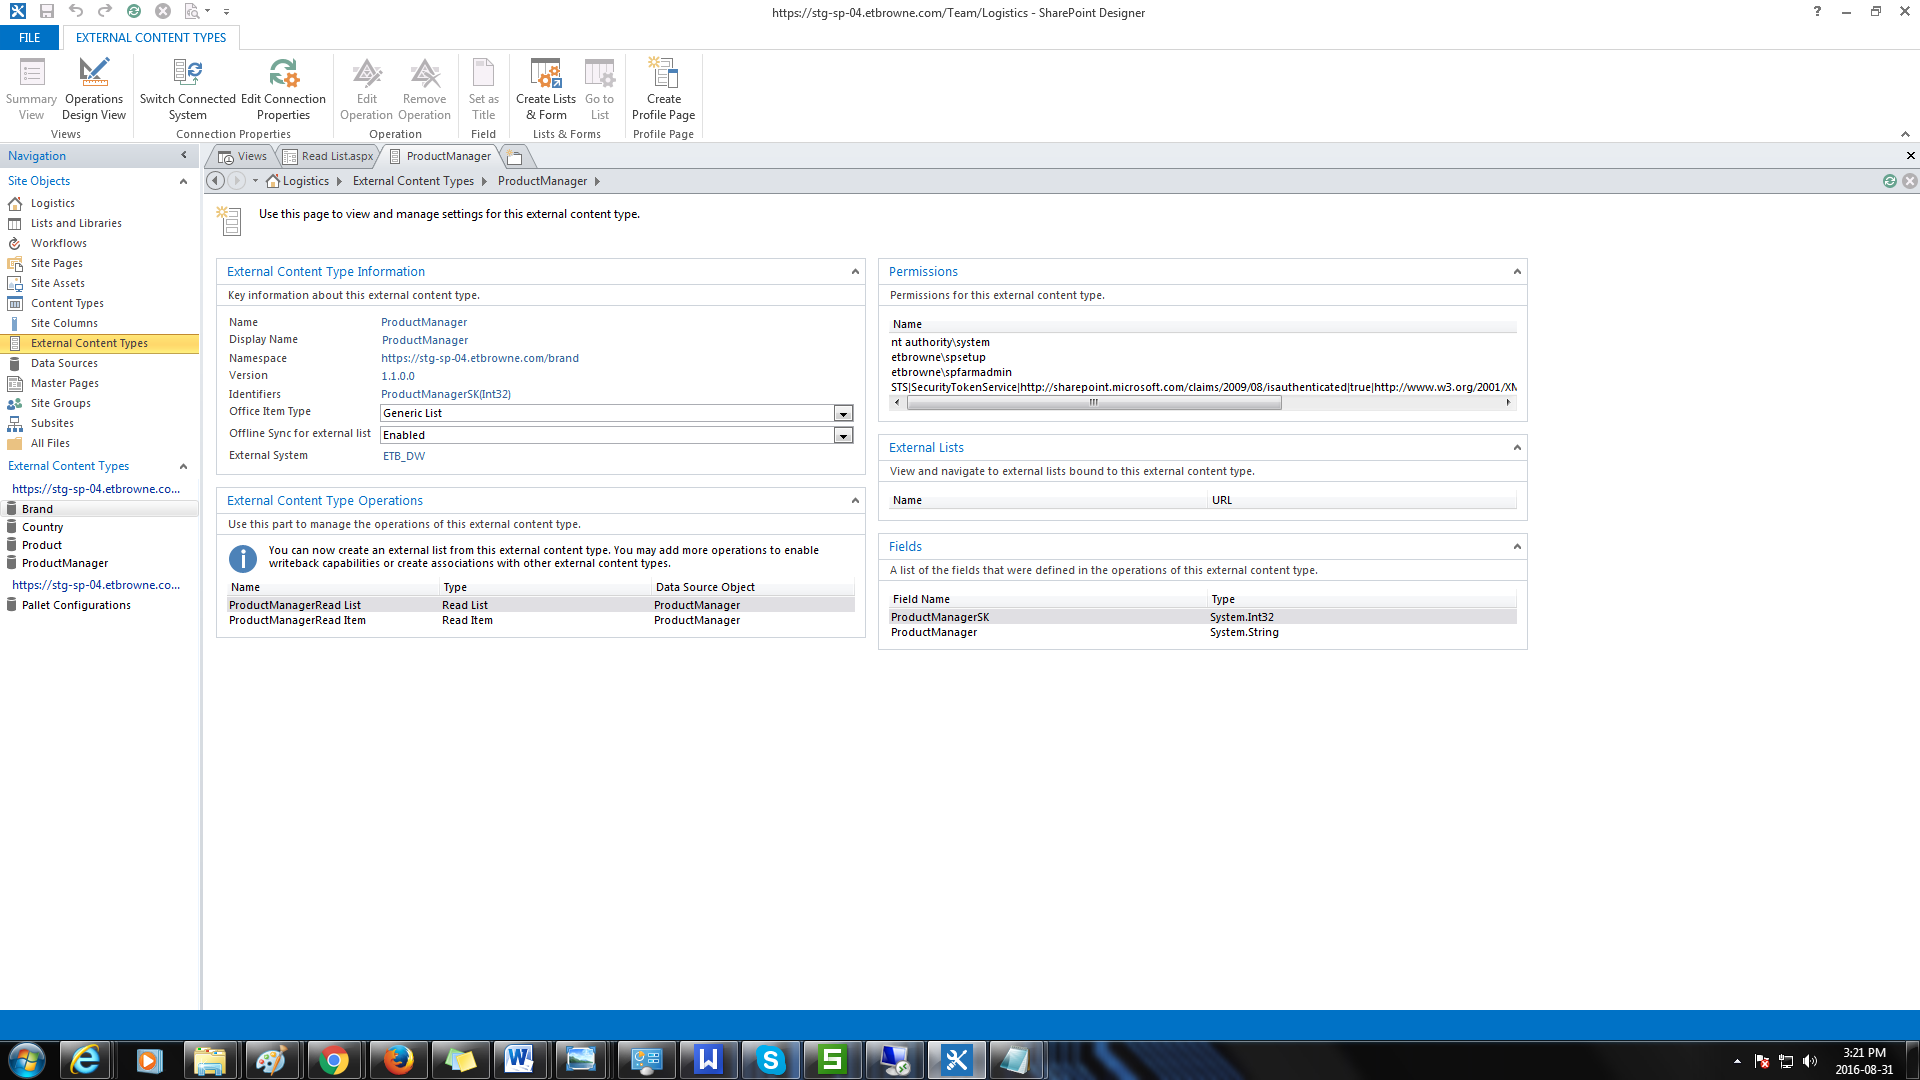 https://stg-sp-04.etbrowne.com/Team/Logistics - SharePoint Designer
FILE
EXTERNAL CONTENT TYPES
Summary View
Operations Design View
Switch Connected System
Edit Connection Properties
Edit Operation
Remove Operation
Set as Title
Create Lists & Form
Go to List
Create Profile Page
Views
Connection Properties
Operation
Field
Lists & Forms
Profile Page
Navigation
Site Objects
Logistics
Lists and Libraries
Workflows
Site Pages
Site Assets
Content Types
Site Columns
External Content Types
Data Sources
Master Pages
Site Groups
Subsites
All Files
External Content Types
https://stg-sp-04.etbrowne.co...
Brand
Country
Product
ProductManager
https://stg-sp-04.etbrowne.co...
Pallet Configurations
Views
Read List.aspx
ProductManager
Logistics
External Content Types
ProductManager
Use this page to view and manage settings for this external content type.
External Content Type Information
Key information about this external content type.
Name ProductManager
Display Name ProductManager
Namespace https://stg-sp-04.etbrowne.com/brand
Version 1.1.0.0
Identifiers ProductManagerSK(Int32)
Office Item Type Generic List
Offline Sync for external list Enabled
External System ETB_DW
External Content Type Operations
Use this part to manage the operations of this external content type.
You can now create an external list from this external content type. You may add more operations to enable
writeback capabilities or create associations with other external content types.
Name Type Data Source Object
ProductManagerRead List Read List ProductManager
ProductManagerRead Item Read Item ProductManager
Permissions
Permissions for this external content type.
Name
nt authority\system
etbrowne\spsetup
etbrowne\spfarmadmin
STS|SecurityTokenService|http://sharepoint.microsoft.com/claims/2009/08/isauthenticated|true|http://www.w3.org/2001/XM
External Lists
View and navigate to external lists bound to this external content type.
Name URL
Fields
A list of the fields that were defined in the operations of this external content type.
Field Name Type
ProductManagerSK System.Int32
ProductManager System.String
3:21 PM
2016-08-31